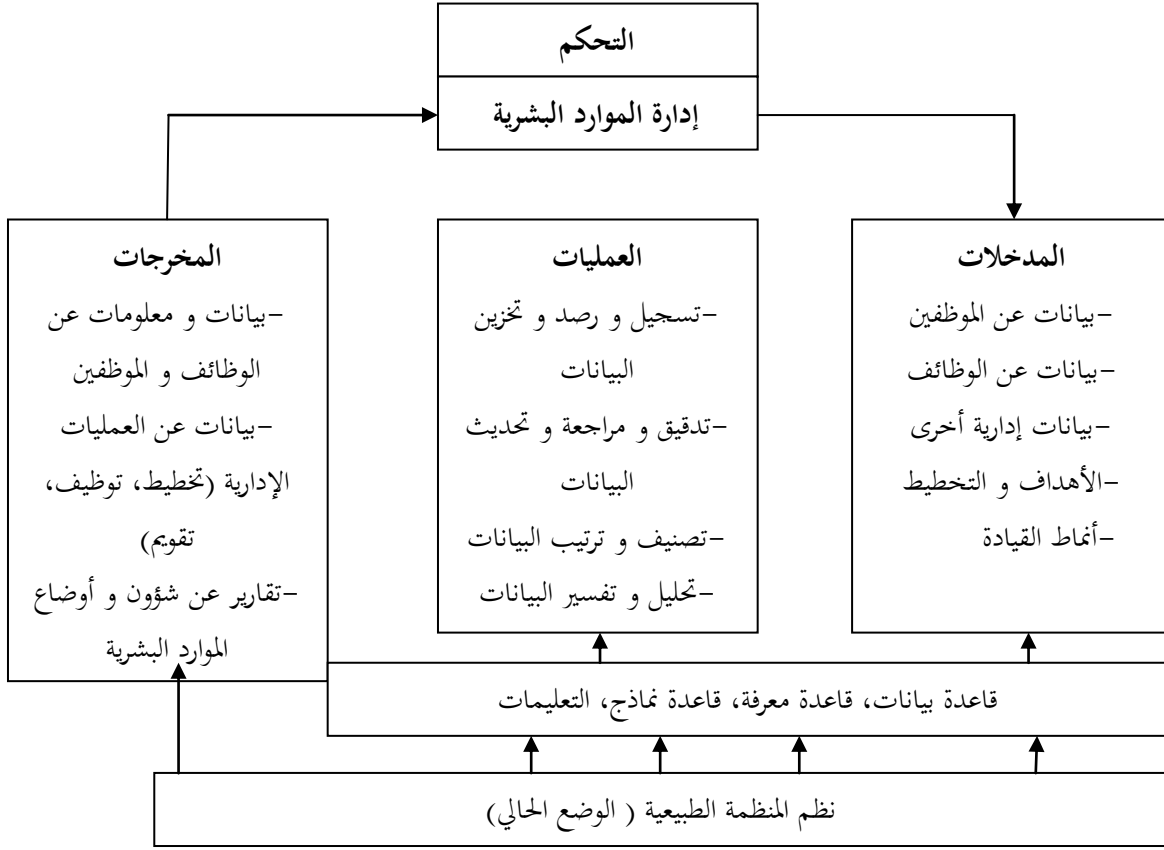 التحكم
إدارة الموارد البشرية
المدخلات
-بيانات عن الموظفين
-بيانات عن الوظائف
-بيانات إدارية أخرى
-الأهداف و التخطيط
-أنماط القيادة
العمليات
-تسجيل و رصد و تخزين
البيانات
-تدقيق و مراجعة و تحديث
البيانات
-تصنيف و ترتيب البيانات
-تحليل و تفسير البيانات
المخرجات
-بيانات و معلومات عن
الوظائف و الموظفين
-بيانات عن العمليات
الإدارية (تخطيط، توظيف،
تقويم)
-تقارير عن شؤون و أوضاع
الموارد البشرية
قاعدة بيانات، قاعدة معرفة، قاعدة نماذج، التعليمات
نظم المنظمة الطبيعية ( الوضع الحالي)